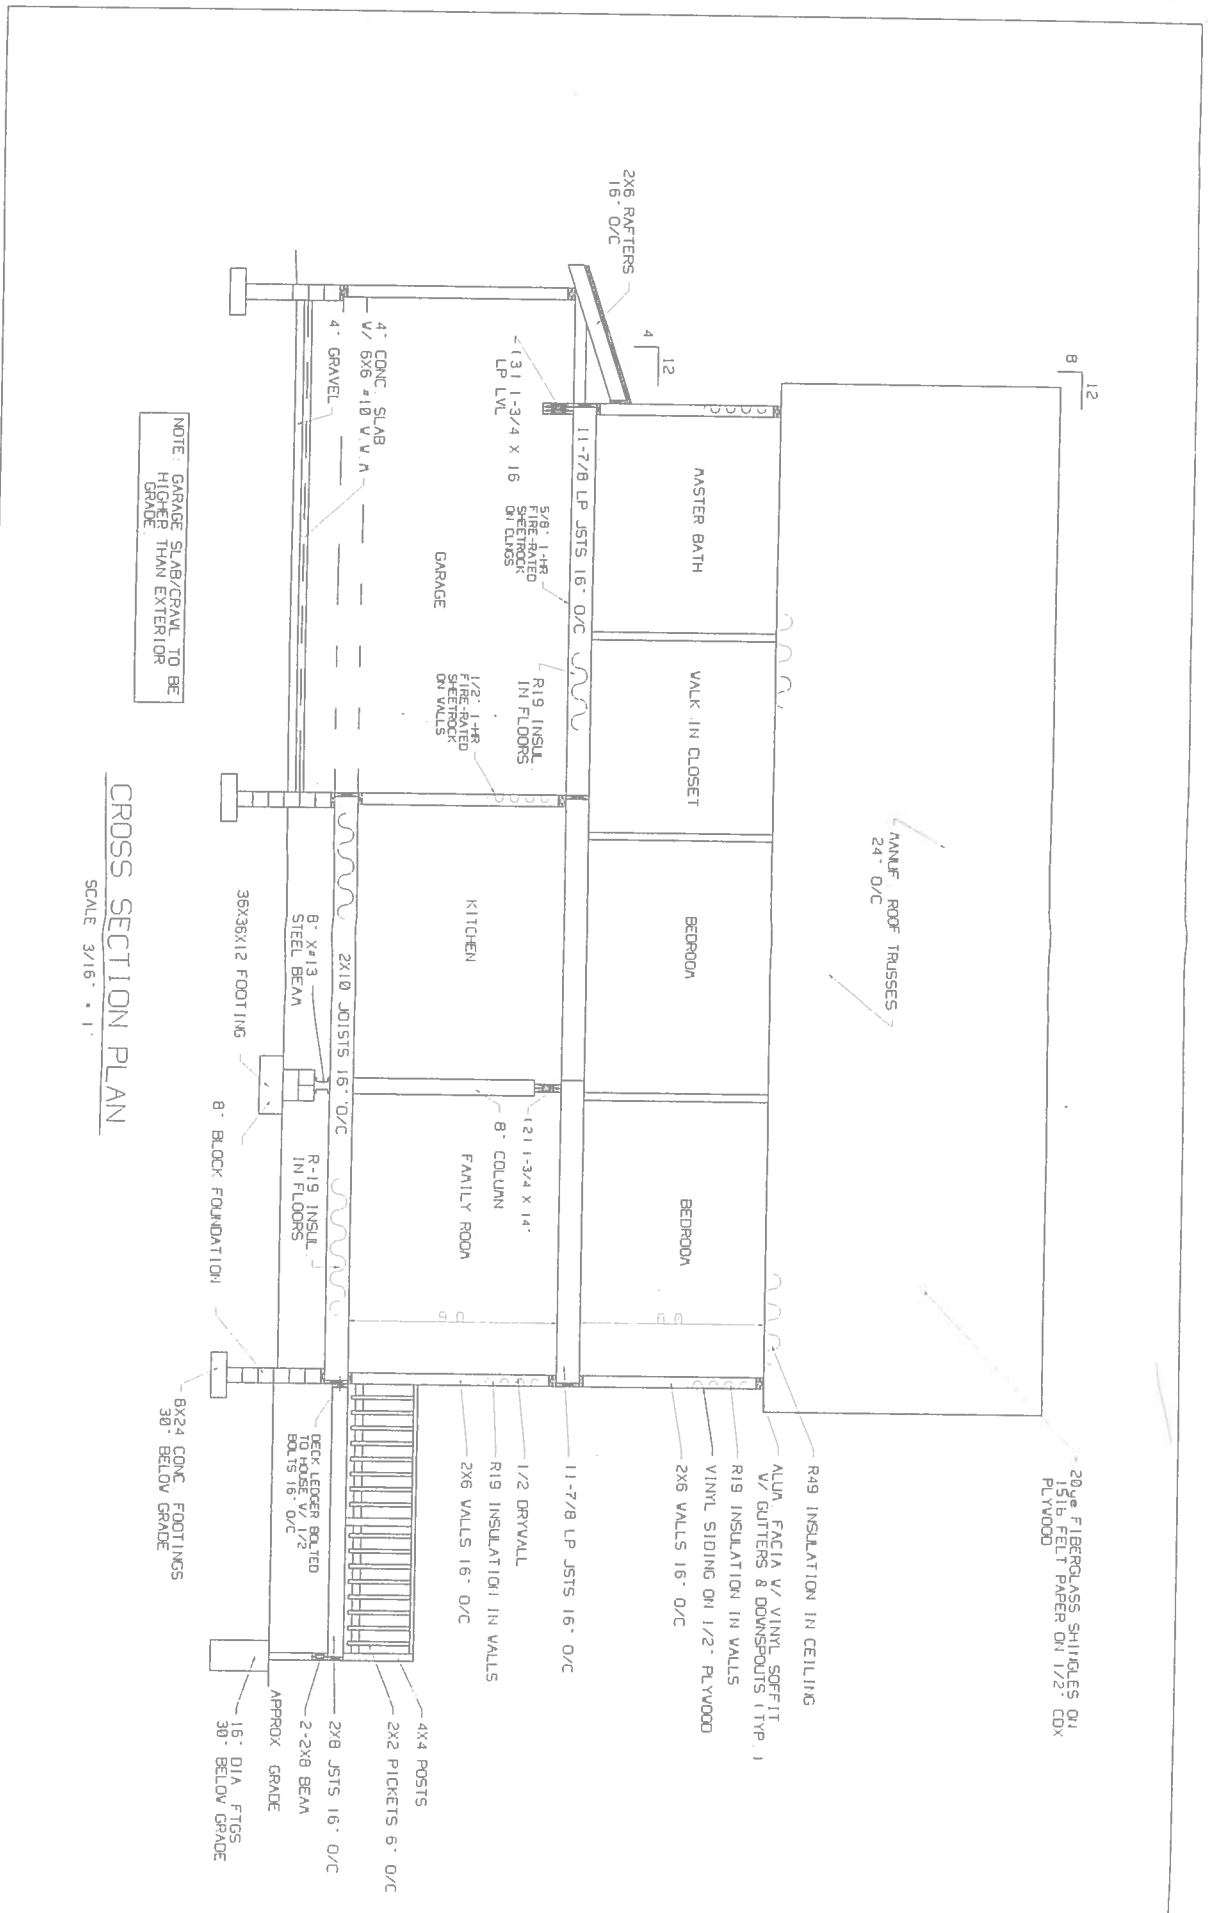 8
12
20ye FIBERGLASS SHINGLES ON
15lb FELT PAPER ON 1/2" CDX
PLYWOOD
MANUF. ROOF TRUSSES
24" O/C
4
12
2X6 RAFTERS
16" O/C
R49 INSULATION IN CEILING
ALUM. FACIA W/ VINYL SOFFIT
W/ GUTTERS & DOWNSPOUTS (TYP.)
R19 INSULATION IN WALLS
VINYL SIDING ON 1/2" PLYWOOD
2X6 WALLS 16" O/C
MASTER BATH
WALK IN CLOSET
BEDROOM
BEDROOM
11-7/8 LP JSTS 16" O/C
11-7/8 LP JSTS 16" O/C
(3) 1-3/4 X 16
LP LVL
5/8" 1-HR
FIRE-RATED
SHEETROCK
ON CLNGS
R19 INSUL.
IN FLOORS
1/2" 1-HR
FIRE-RATED
SHEETROCK
ON WALLS
(2) 1-3/4 X 14"
8" COLUMN
1/2 DRYWALL
R19 INSULATION IN WALLS
2X6 WALLS 16" O/C
GARAGE
KITCHEN
FAMILY ROOM
4X4 POSTS
2X2 PICKETS 6" O/C
2X8 JSTS 16" O/C
2-2X8 BEAM
4" CONC. SLAB
W/ 6X6 #10 W.W.M
4" GRAVEL
2X10 JOISTS 16" O/C
8" X#13
STEEL BEAM
R-19 INSUL.
IN FLOORS
DECK LEDGER BOLTED
TO HOUSE W/ 1/2
BOLTS 16" O/C
APPROX GRADE
36X36X12 FOOTING
8" BLOCK FOUNDATION
8X24 CONC. FOOTINGS
30" BELOW GRADE
16" DIA FTGS
30" BELOW GRADE
NOTE: GARAGE SLAB/CRAWL TO BE
HIGHER THAN EXTERIOR
GRADE
CROSS SECTION PLAN
SCALE 3/16" = 1'